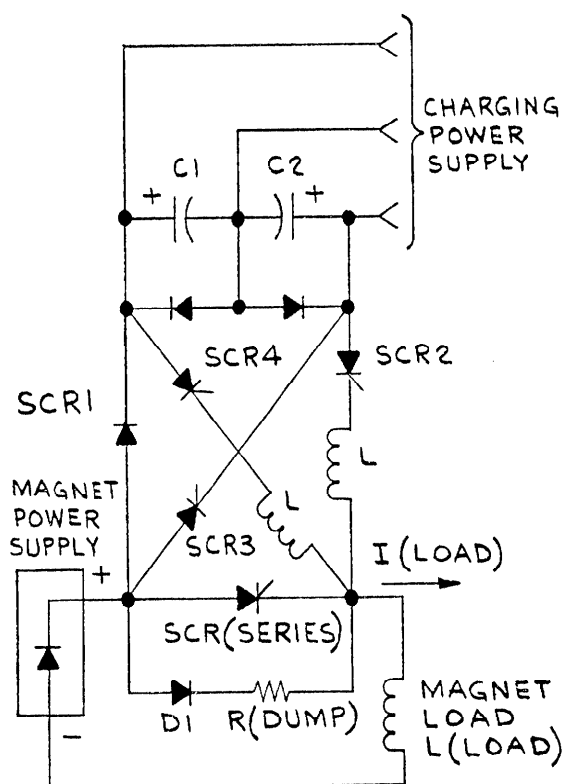 CHARGING
POWER
SUPPLY
C1
C2
+
+
SCR4
SCR2
SCR1
L
MAGNET
POWER
SUPPLY
L
SCR3
+
I (LOAD)
SCR(SERIES)
D1
R(DUMP)
MAGNET
LOAD
L(LOAD)
−